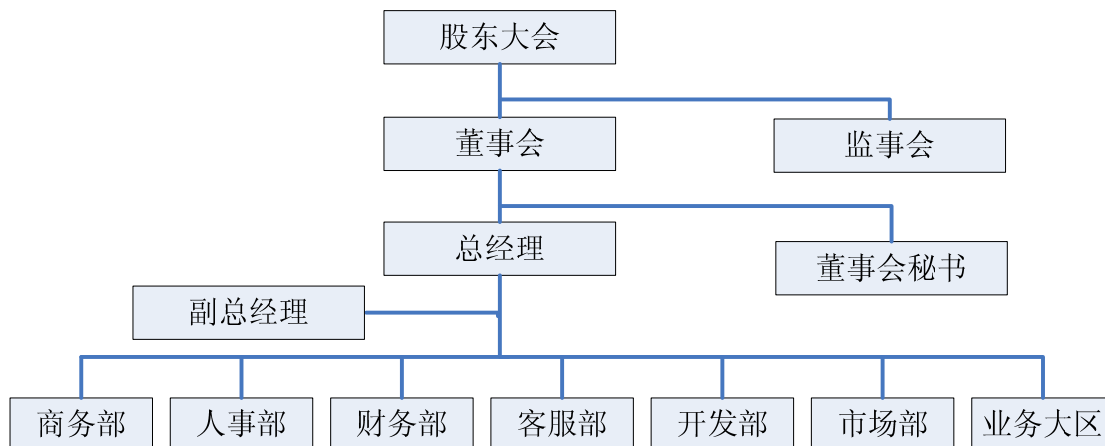 股东大会
董事会
监事会
总经理
董事会秘书
副总经理
商务部
人事部
财务部
客服部
开发部
市场部
业务大区